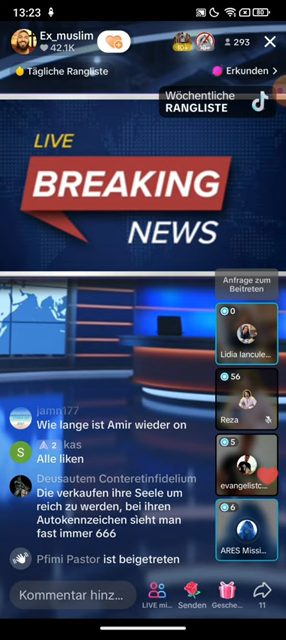 13:23
80
Ex_muslim
42.1K
293
Tägliche Rangliste
Erkunden >
Wöchentliche
RANGLISTE
LIVE
BREAKING
NEWS
Anfrage zum
Beitreten
0
Lidia Iancule...
56
Reza
5
evangelistc...
6
ARES Missi...
jamn177
Wie lange ist Amir wieder on
2 kas
Alle liken
Deusautem Conteretinfidelium
Die verkaufen ihre Seele um
reich zu werden, bei ihren
Autokennzeichen sieht man
fast immer 666
Pfimi Pastor ist beigetreten
Kommentar hinz...
LIVE mi...
Senden
Gesche...
11